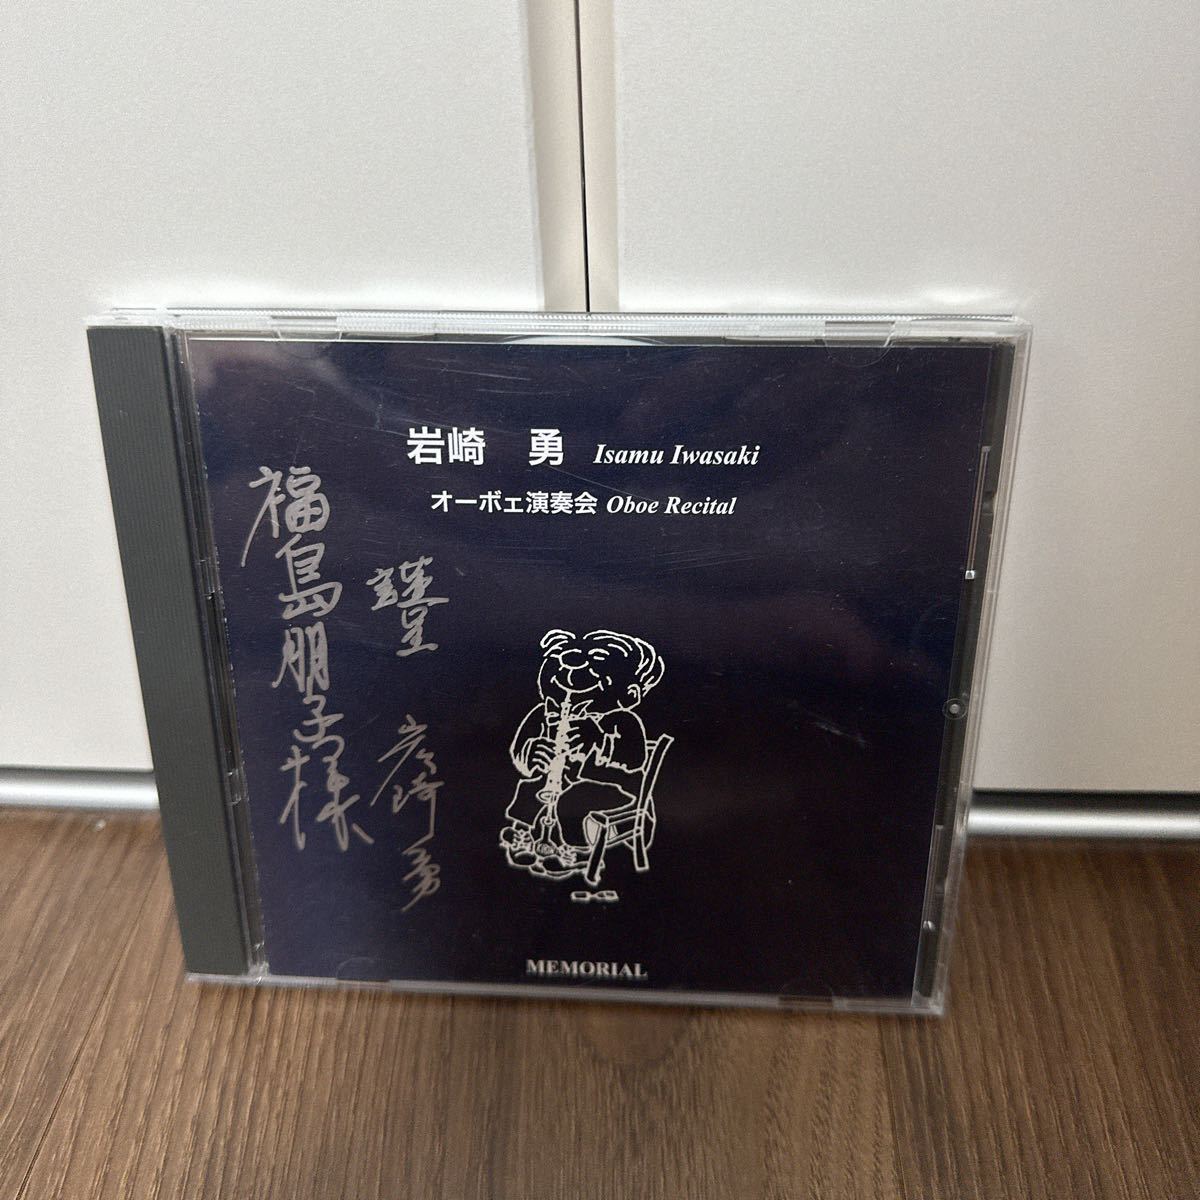 岩崎 勇 Isamu Iwasaki
オーボェ演奏会 Oboe Recital
福島朋子様
謹呈
岩崎勇
MEMORIAL